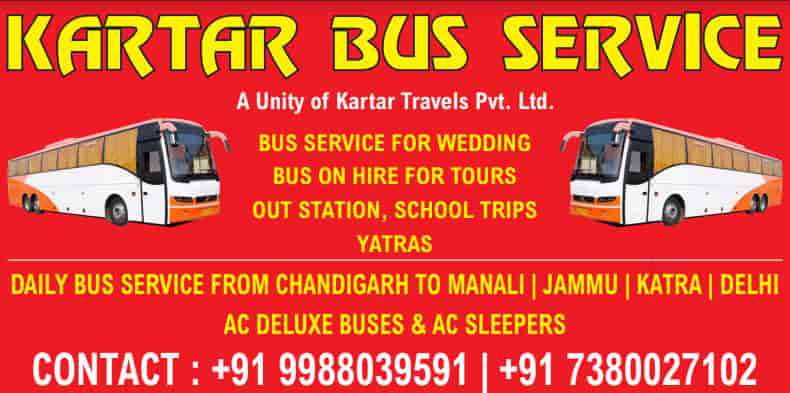 KARTAR BUS SERVICE
A Unity of Kartar Travels Pvt. Ltd.
BUS SERVICE FOR WEDDING
BUS ON HIRE FOR TOURS
OUT STATION, SCHOOL TRIPS
YATRAS
DAILY BUS SERVICE FROM CHANDIGARH TO MANALI | JAMMU | KATRA | DELHI
AC DELUXE BUSES & AC SLEEPERS
CONTACT : +91 9988039591 | +91 7380027102